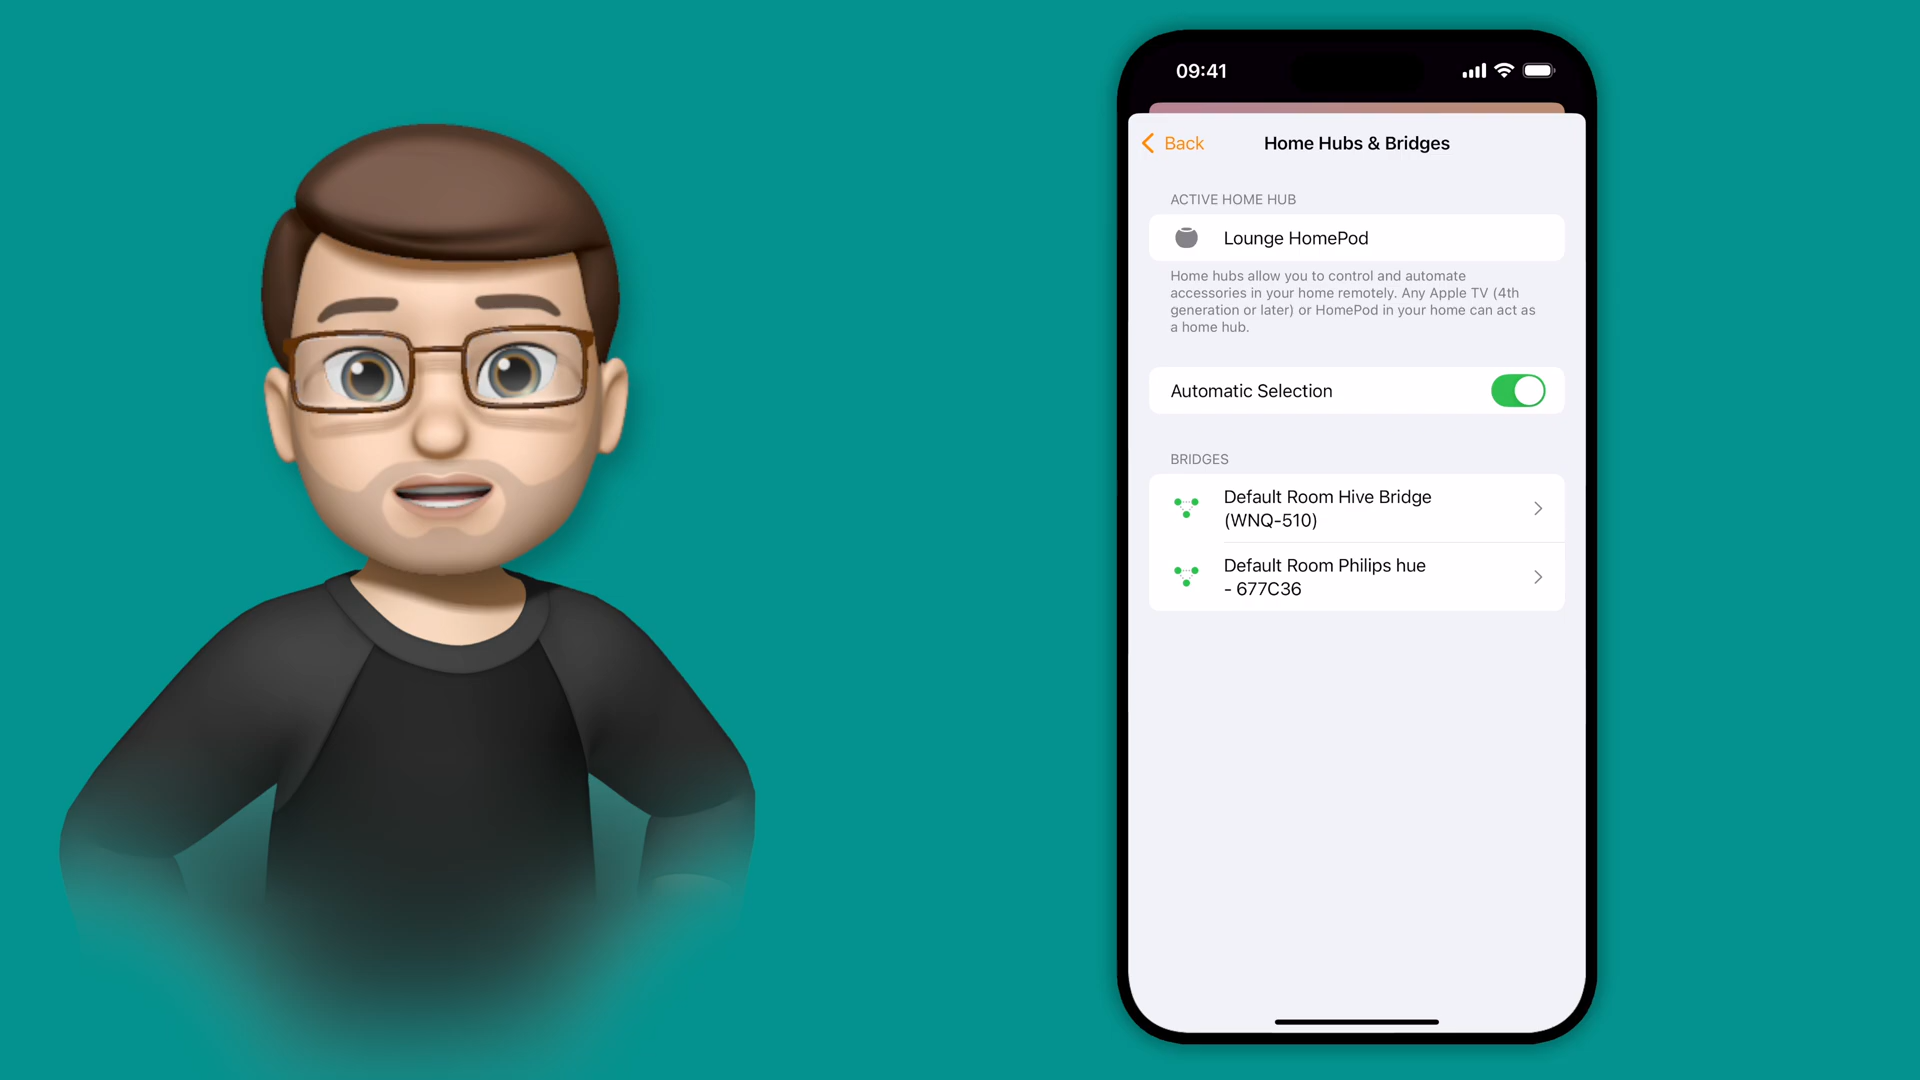 09:41
Back
Home Hubs & Bridges
ACTIVE HOME HUB
Lounge HomePod
Home hubs allow you to control and automate
accessories in your home remotely. Any Apple TV (4th
generation or later) or HomePod in your home can act as
a home hub.
Automatic Selection
BRIDGES
Default Room Hive Bridge
(WNQ-510)
Default Room Philips hue
- 677C36